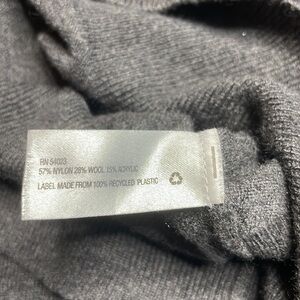 RN 54023
57% NYLON 28% WOOL 15% ACRYLIC
LABEL MADE FROM 100% RECYCLED PLASTIC